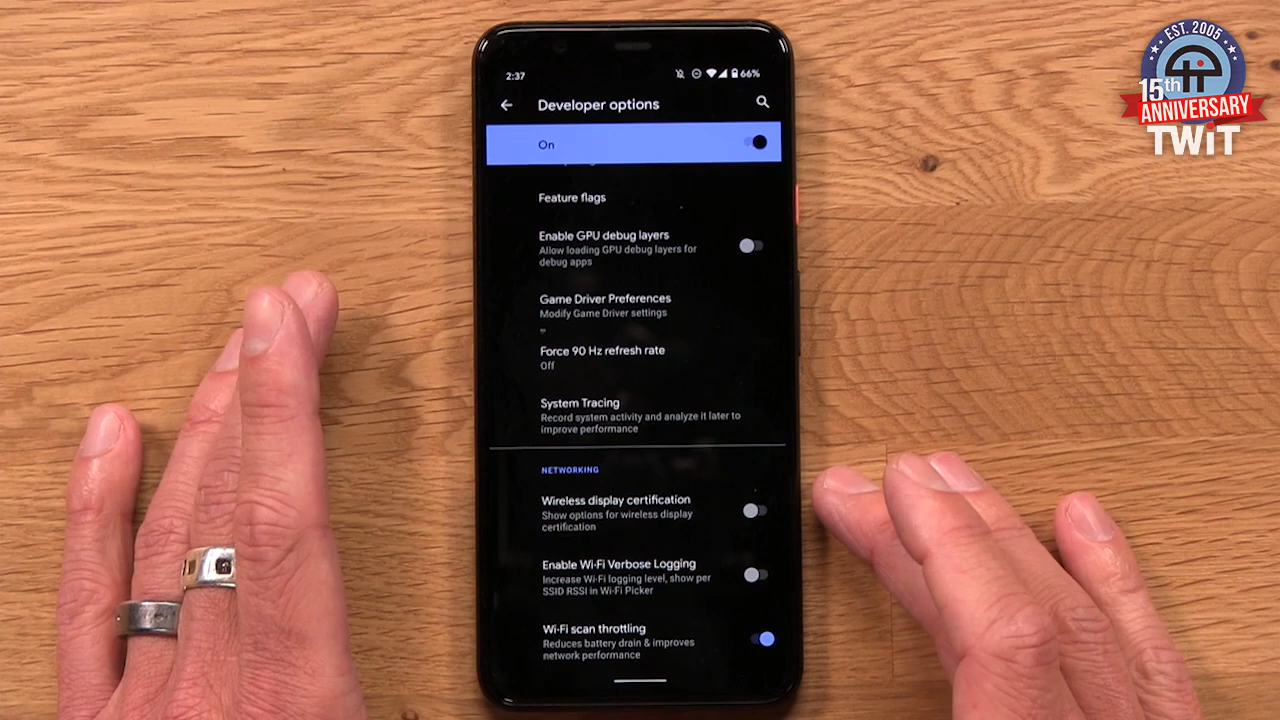 EST. 2005
15th
ANNIVERSARY
TWiT
2:37
66%
Developer options
On
Feature flags
Enable GPU debug layers
Allow loading GPU debug layers for
debug apps
Game Driver Preferences
Modify Game Driver settings
Force 90 Hz refresh rate
Off
System Tracing
Record system activity and analyze it later to
improve performance
NETWORKING
Wireless display certification
Show options for wireless display
certification
Enable Wi-Fi Verbose Logging
Increase Wi-Fi logging level, show per
SSID RSSI in Wi-Fi Picker
Wi-Fi scan throttling
Reduces battery drain & improves
network performance